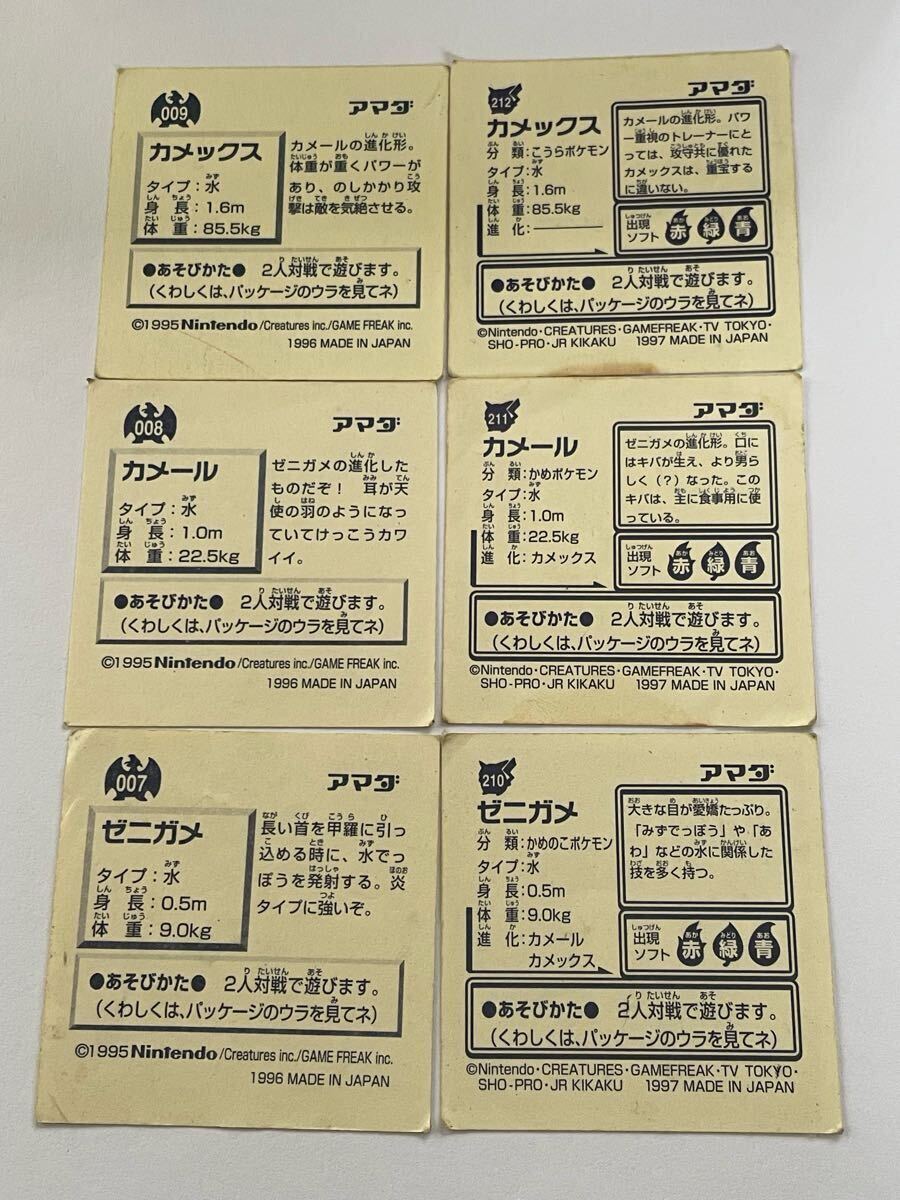 009
アマダ
カメックス
タイプ:水
身長:1.6m
体重:85.5kg
カメールの進化形。
体重が重くパワーが
あり、のしかかり攻
撃は敵を気絶させる。
●あそびかた● 2人対戦で遊びます。
(くわしくは、パッケージのウラを見てネ)
©1995 Nintendo/Creatures inc./GAME FREAK inc.
1996 MADE IN JAPAN
212
アマダ
カメックス
分類:こうらポケモン
タイプ:水
身長:1.6m
体重:85.5kg
進化:―――――
カメールの進化形。パワ
ー重視のトレーナーにと
っては、攻守共に優れた
カメックスは、重宝する
に違いない。
出現
ソフト 赤 緑 青
●あそびかた● 2人対戦で遊びます。
(くわしくは、パッケージのウラを見てネ)
©Nintendo・CREATURES・GAMEFREAK・TV TOKYO・
SHO-PRO・JR KIKAKU 1997 MADE IN JAPAN
008
アマダ
カメール
タイプ:水
身長:1.0m
体重:22.5kg
ゼニガメの進化した
ものだぞ! 耳が天
使の羽のようになっ
ていてけっこうカワ
イイ。
●あそびかた● 2人対戦で遊びます。
(くわしくは、パッケージのウラを見てネ)
©1995 Nintendo/Creatures inc./GAME FREAK inc.
1996 MADE IN JAPAN
211
アマダ
カメール
分類:かめポケモン
タイプ:水
身長:1.0m
体重:22.5kg
進化:カメックス
ゼニガメの進化形。口に
はキバが生え、より男ら
しく(?)なった。この
キバは、主に食事用に使
っている。
出現
ソフト 赤 緑 青
●あそびかた● 2人対戦で遊びます。
(くわしくは、パッケージのウラを見てネ)
©Nintendo・CREATURES・GAMEFREAK・TV TOKYO・
SHO-PRO・JR KIKAKU 1997 MADE IN JAPAN
007
アマダ
ゼニガメ
タイプ:水
身長:0.5m
体重:9.0kg
長い首を甲羅に引っ
込める時に、水でっ
ぽうを発射する。炎
タイプに強いぞ。
●あそびかた● 2人対戦で遊びます。
(くわしくは、パッケージのウラを見てネ)
©1995 Nintendo/Creatures inc./GAME FREAK inc.
1996 MADE IN JAPAN
210
アマダ
ゼニガメ
分類:かめのこポケモン
タイプ:水
身長:0.5m
体重:9.0kg
進化:カメール
カメックス
大きな目が愛嬌たっぷり。
「みずでっぽう」や「あ
わ」などの水に関係した
技を多く持つ。
出現
ソフト 赤 緑 青
●あそびかた● 2人対戦で遊びます。
(くわしくは、パッケージのウラを見てネ)
©Nintendo・CREATURES・GAMEFREAK・TV TOKYO・
SHO-PRO・JR KIKAKU 1997 MADE IN JAPAN